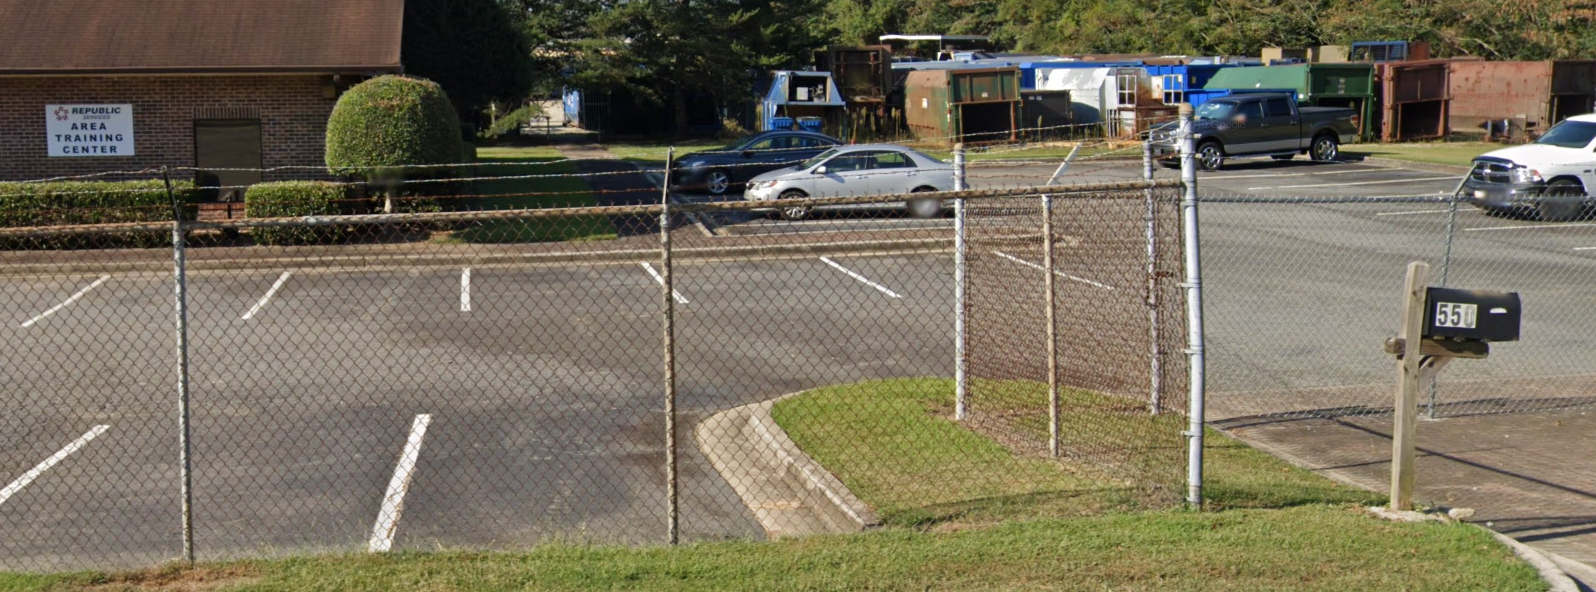 REPUBLIC
SERVICES
AREA
TRAINING
CENTER
550